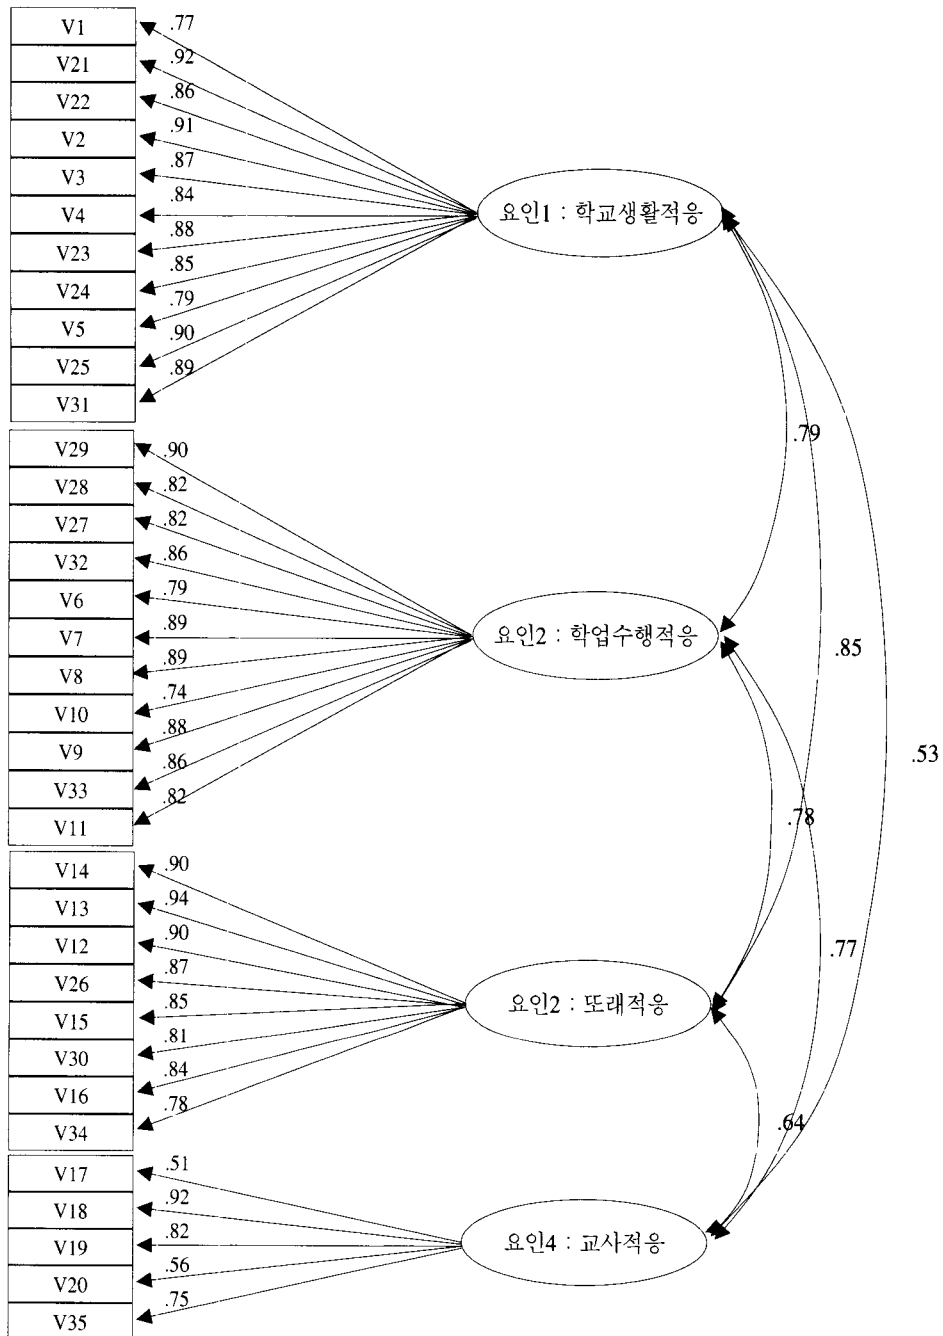 V1 .77
V21 .92
V22 .86
V2 .91
V3 .87
V4 .84
V23 .88
V24 .85
V5 .79
V25 .90
V31 .89
요인1 : 학교생활적응
V29 .90
V28 .82
V27 .82
V32 .86
V6 .79
V7 .89
V8 .89
V10 .74
V9 .88
V33 .86
V11 .82
요인2 : 학업수행적응
V14 .90
V13 .94
V12 .90
V26 .87
V15 .85
V30 .81
V16 .84
V34 .78
요인2 : 또래적응
V17 .51
V18 .92
V19 .82
V20 .56
V35 .75
요인4 : 교사적응
.79
.85
.53
.78
.77
.64